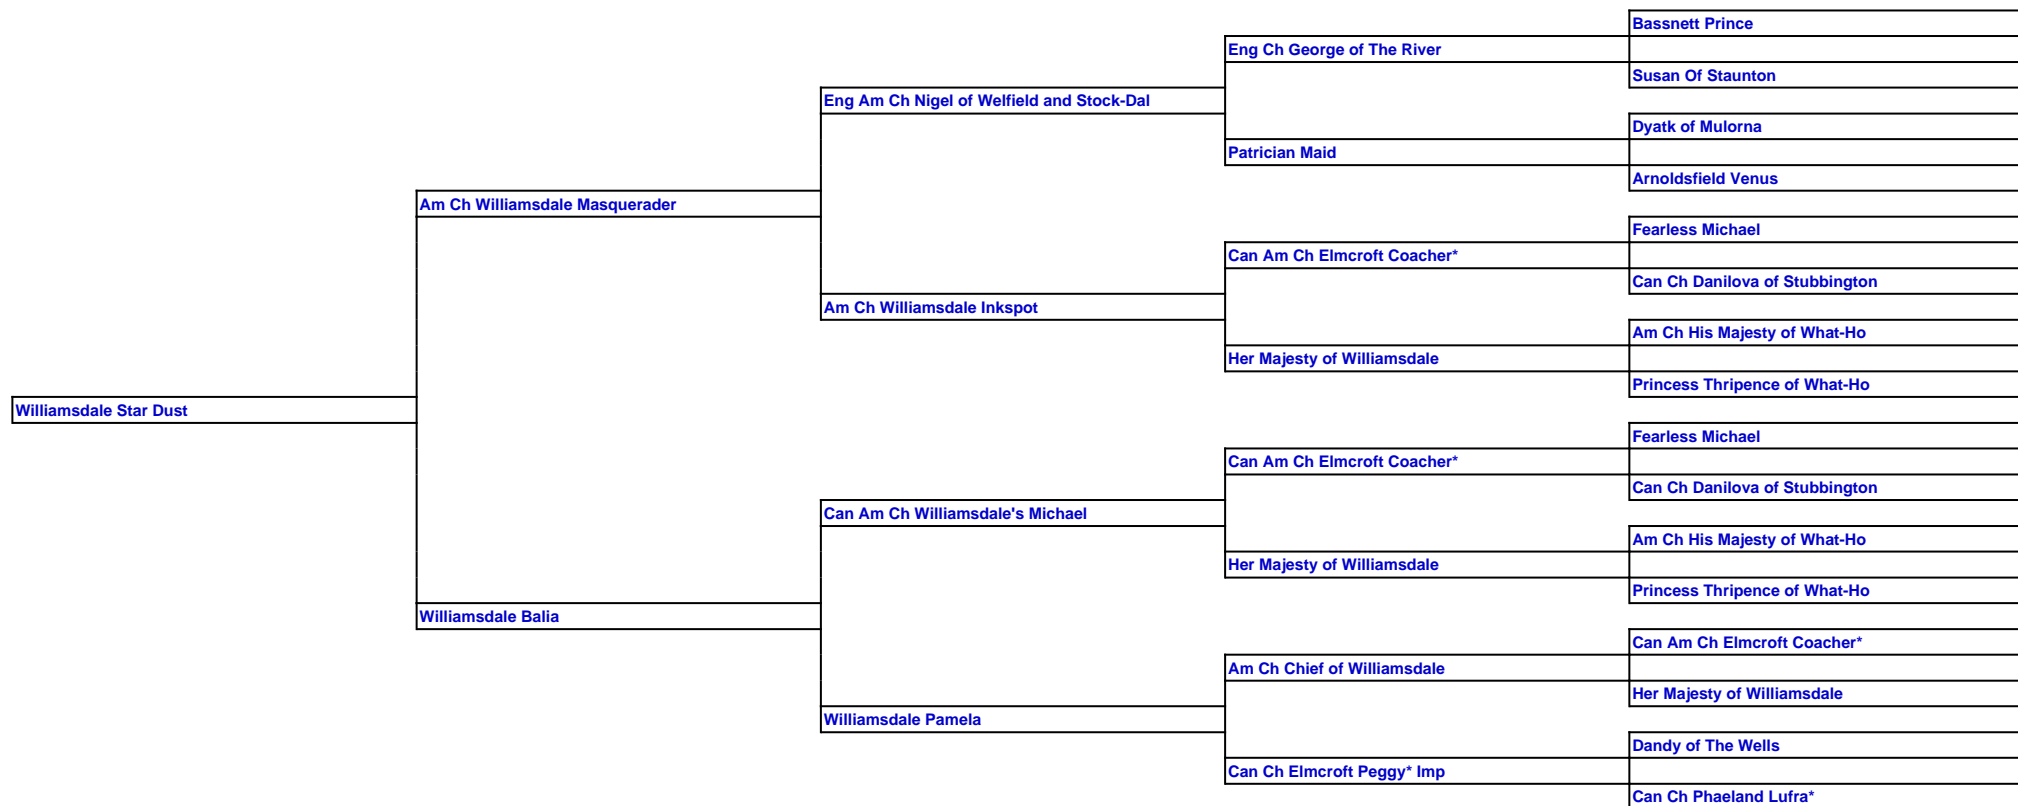 Bassnett Prince
Eng Ch George of The River
Susan Of Staunton
Eng Am Ch Nigel of Welfield and Stock-Dal
Dyatk of Mulorna
Patrician Maid
Arnoldsfield Venus
Am Ch Williamsdale Masquerader
Fearless Michael
Can Am Ch Elmcroft Coacher*
Can Ch Danilova of Stubbington
Am Ch Williamsdale Inkspot
Am Ch His Majesty of What-Ho
Her Majesty of Williamsdale
Princess Thripence of What-Ho
Williamsdale Star Dust
Fearless Michael
Can Am Ch Elmcroft Coacher*
Can Ch Danilova of Stubbington
Can Am Ch Williamsdale's Michael
Am Ch His Majesty of What-Ho
Her Majesty of Williamsdale
Princess Thripence of What-Ho
Williamsdale Balia
Can Am Ch Elmcroft Coacher*
Am Ch Chief of Williamsdale
Her Majesty of Williamsdale
Williamsdale Pamela
Dandy of The Wells
Can Ch Elmcroft Peggy* Imp
Can Ch Phaeland Lufra*